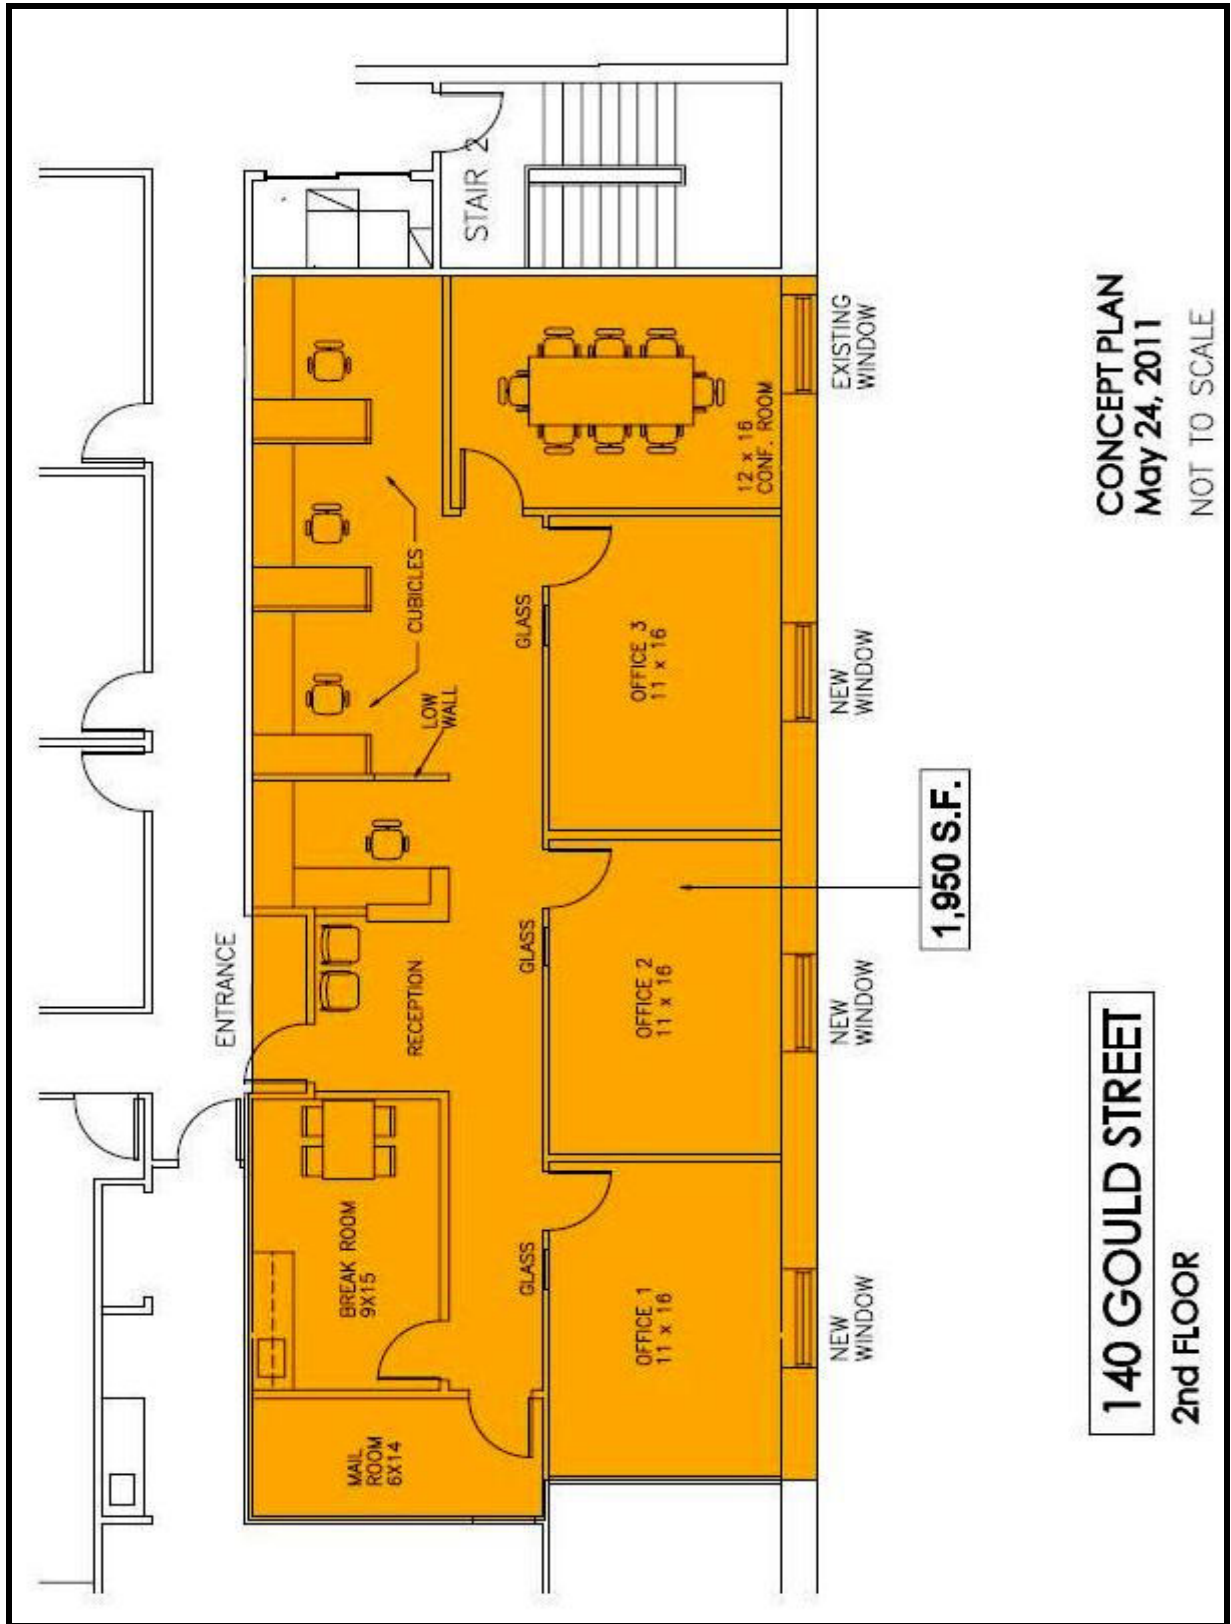 STAIR 2
ENTRANCE
CUBICLES
LOW
WALL
RECEPTION
BREAK ROOM
9X15
MAIL
ROOM
6X14
GLASS
GLASS
GLASS
OFFICE 1
11 x 16
OFFICE 2
11 x 16
OFFICE 3
11 x 16
12 x 16
CONF. ROOM
NEW
WINDOW
NEW
WINDOW
NEW
WINDOW
EXISTING
WINDOW
1,950 S.F.
140 GOULD STREET
2nd FLOOR
CONCEPT PLAN
May 24, 2011
NOT TO SCALE